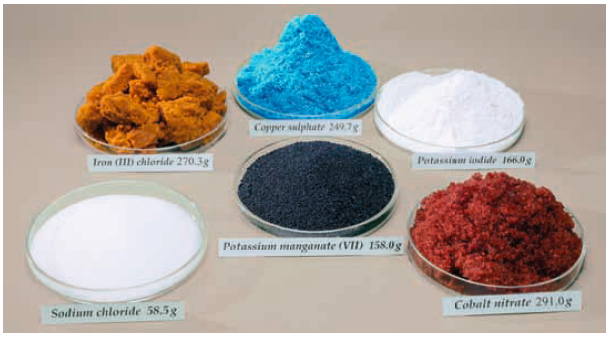 Copper sulphate 249.7g
Iron (III) chloride 270.3g
Potassium iodide 166.0g
Potassium manganate (VII) 158.0g
Cobalt nitrate 291.0g
Sodium chloride 58.5g